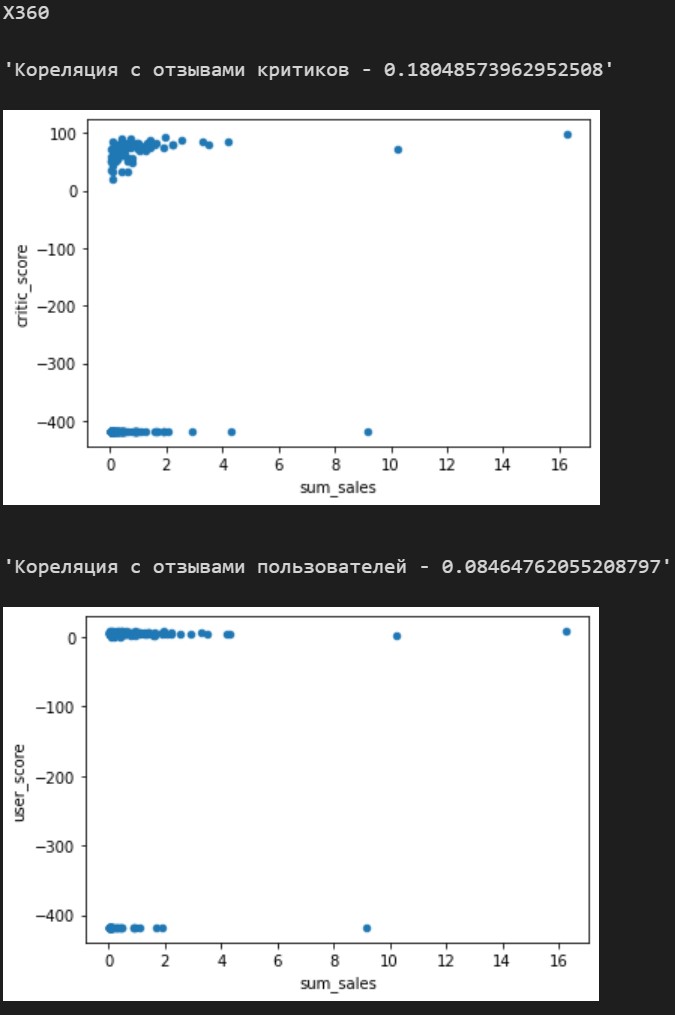 X360
'Кореляция с отзывами критиков - 0.18048573962952508'
100
0
−100
−200
−300
−400
critic_score
0 2 4 6 8 10 12 14 16
sum_sales
'Кореляция с отзывами пользователей - 0.08464762055208797'
0
−100
−200
−300
−400
user_score
0 2 4 6 8 10 12 14 16
sum_sales